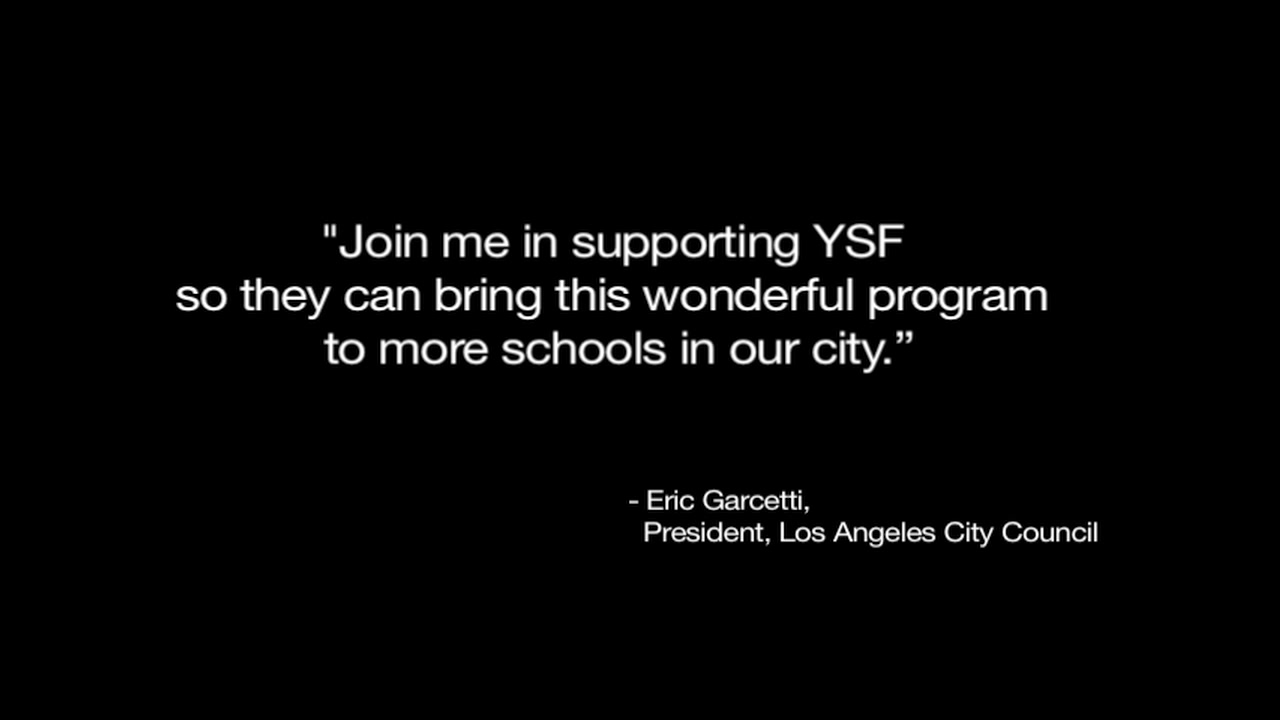 "Join me in supporting YSF
so they can bring this wonderful program
to more schools in our city.”
- Eric Garcetti,
President, Los Angeles City Council